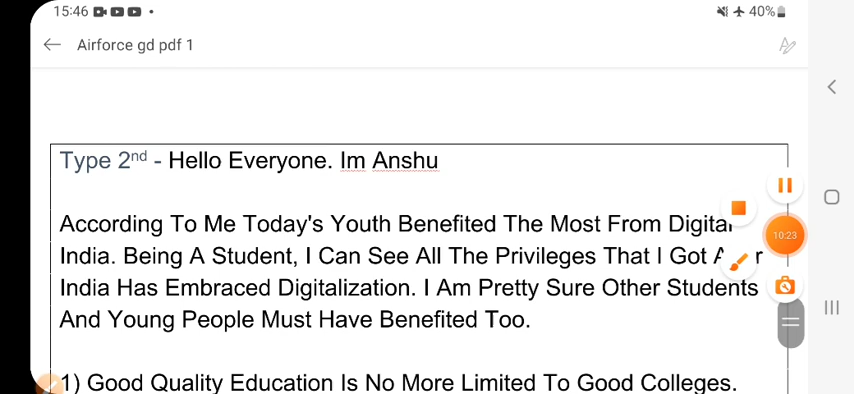 15:46
40%
Airforce gd pdf 1
Type 2nd - Hello Everyone. Im Anshu
According To Me Today's Youth Benefited The Most From Digital
India. Being A Student, I Can See All The Privileges That I Got
India Has Embraced Digitalization. I Am Pretty Sure Other Students
And Young People Must Have Benefited Too.
10:23
1) Good Quality Education Is No More Limited To Good Colleges.